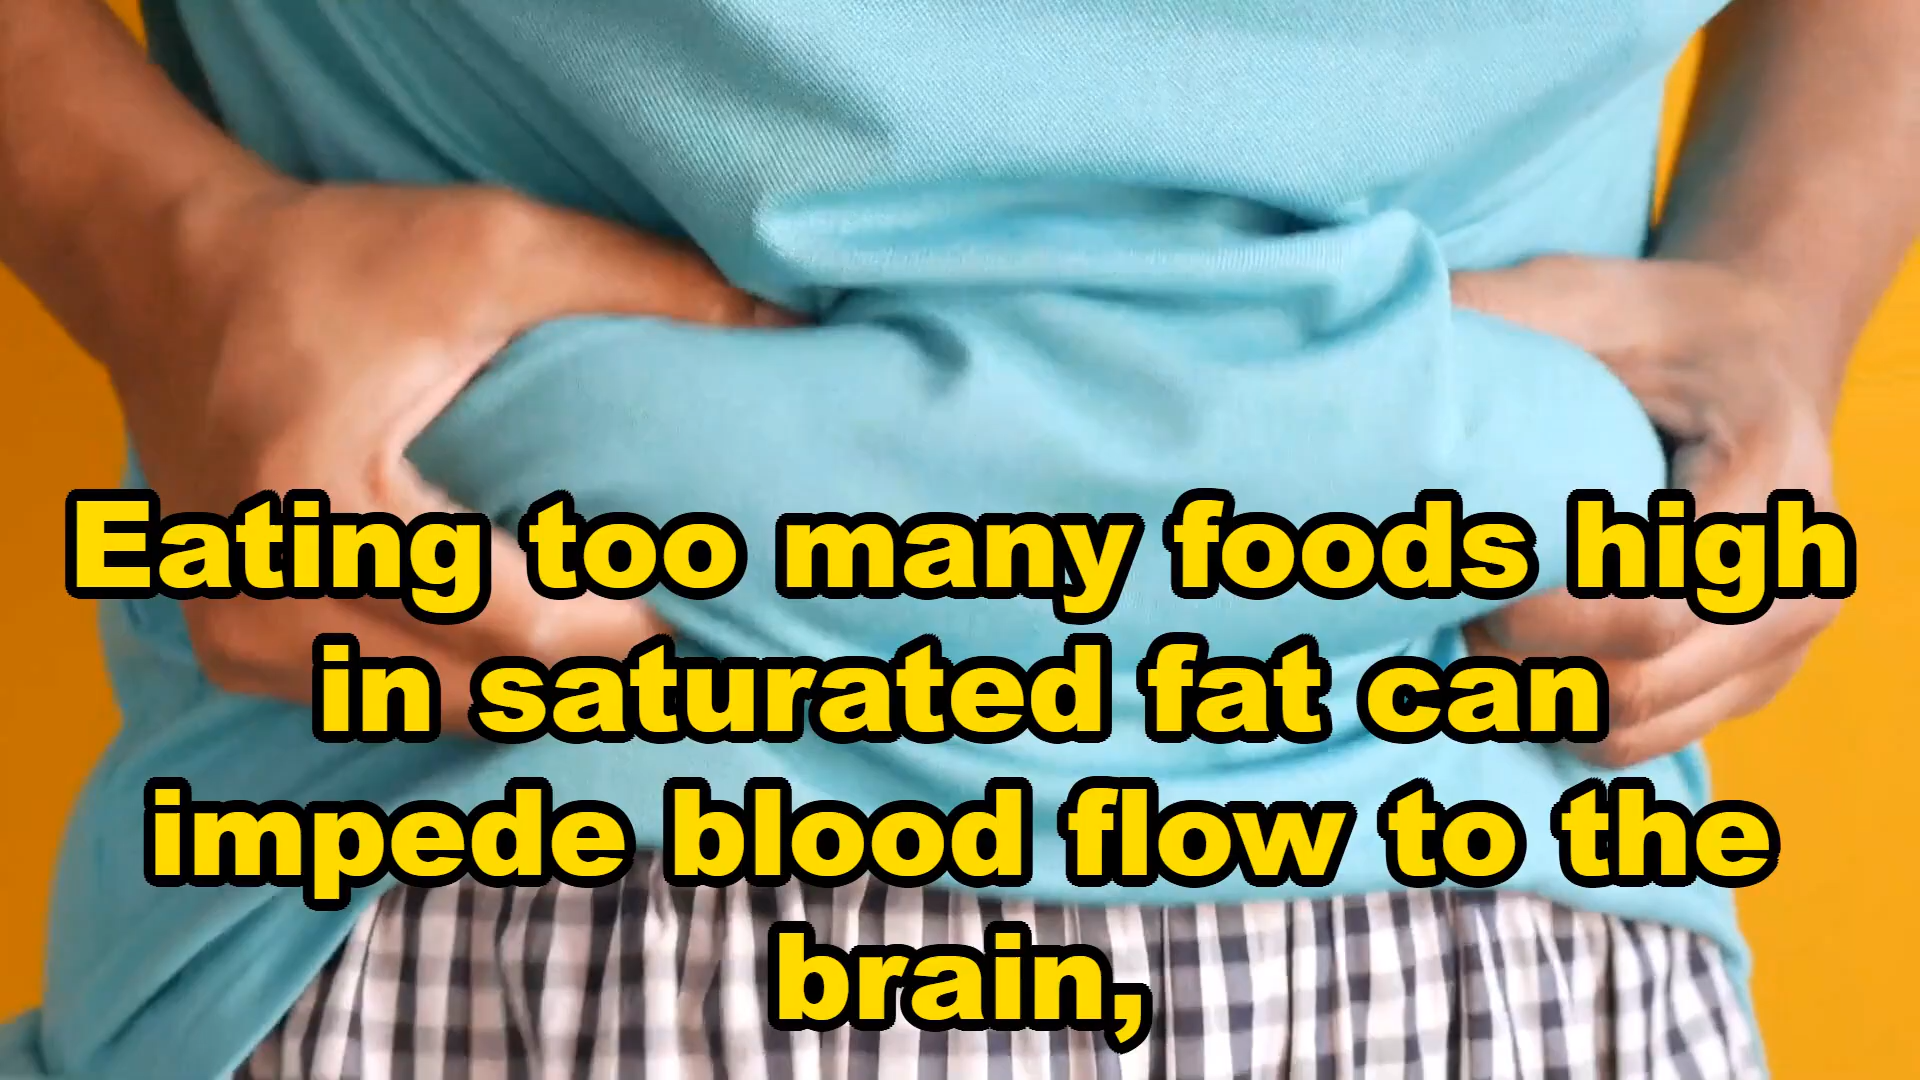 Eating too many foods high
in saturated fat can
impede blood flow to the
brain,